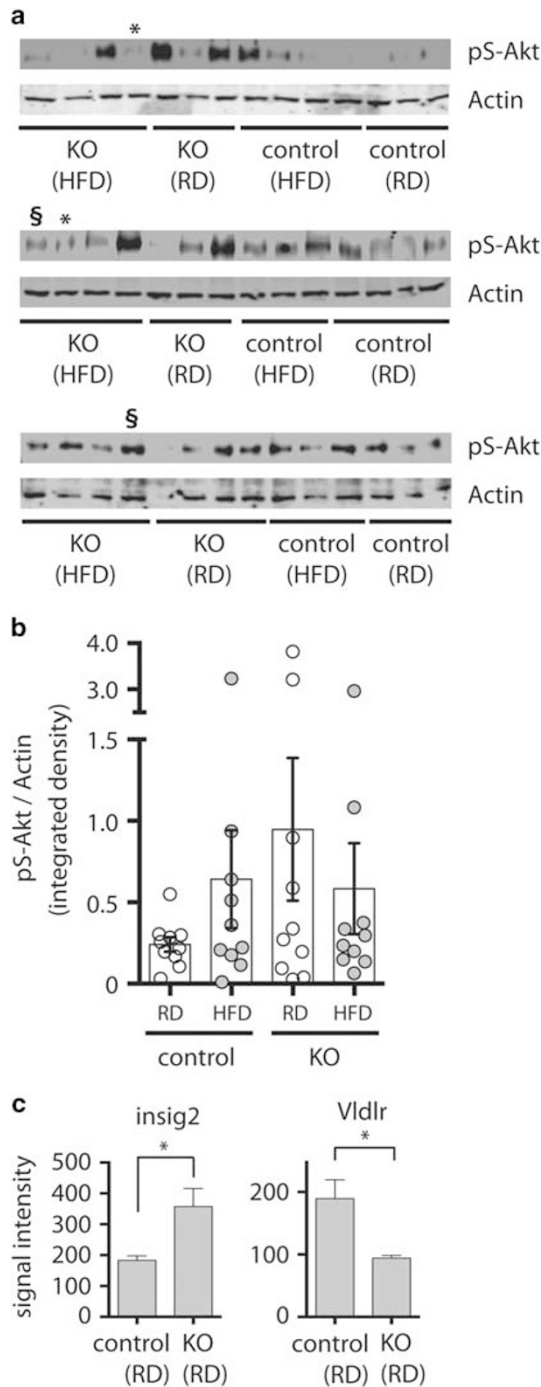 a
*
pS-Akt
Actin
KO KO control control
(HFD) (RD) (HFD) (RD)
§ *
pS-Akt
Actin
KO KO control control
(HFD) (RD) (HFD) (RD)
§
pS-Akt
Actin
KO KO control control
(HFD) (RD) (HFD) (RD)
b
pS-Akt / Actin
(integrated density)
4.0
3.0
1.5
1.0
0.5
0
RD HFD RD HFD
control KO
c
insig2
*
signal intensity
500
400
300
200
100
0
control KO
(RD) (RD)
Vldlr
*
200
100
0
control KO
(RD) (RD)